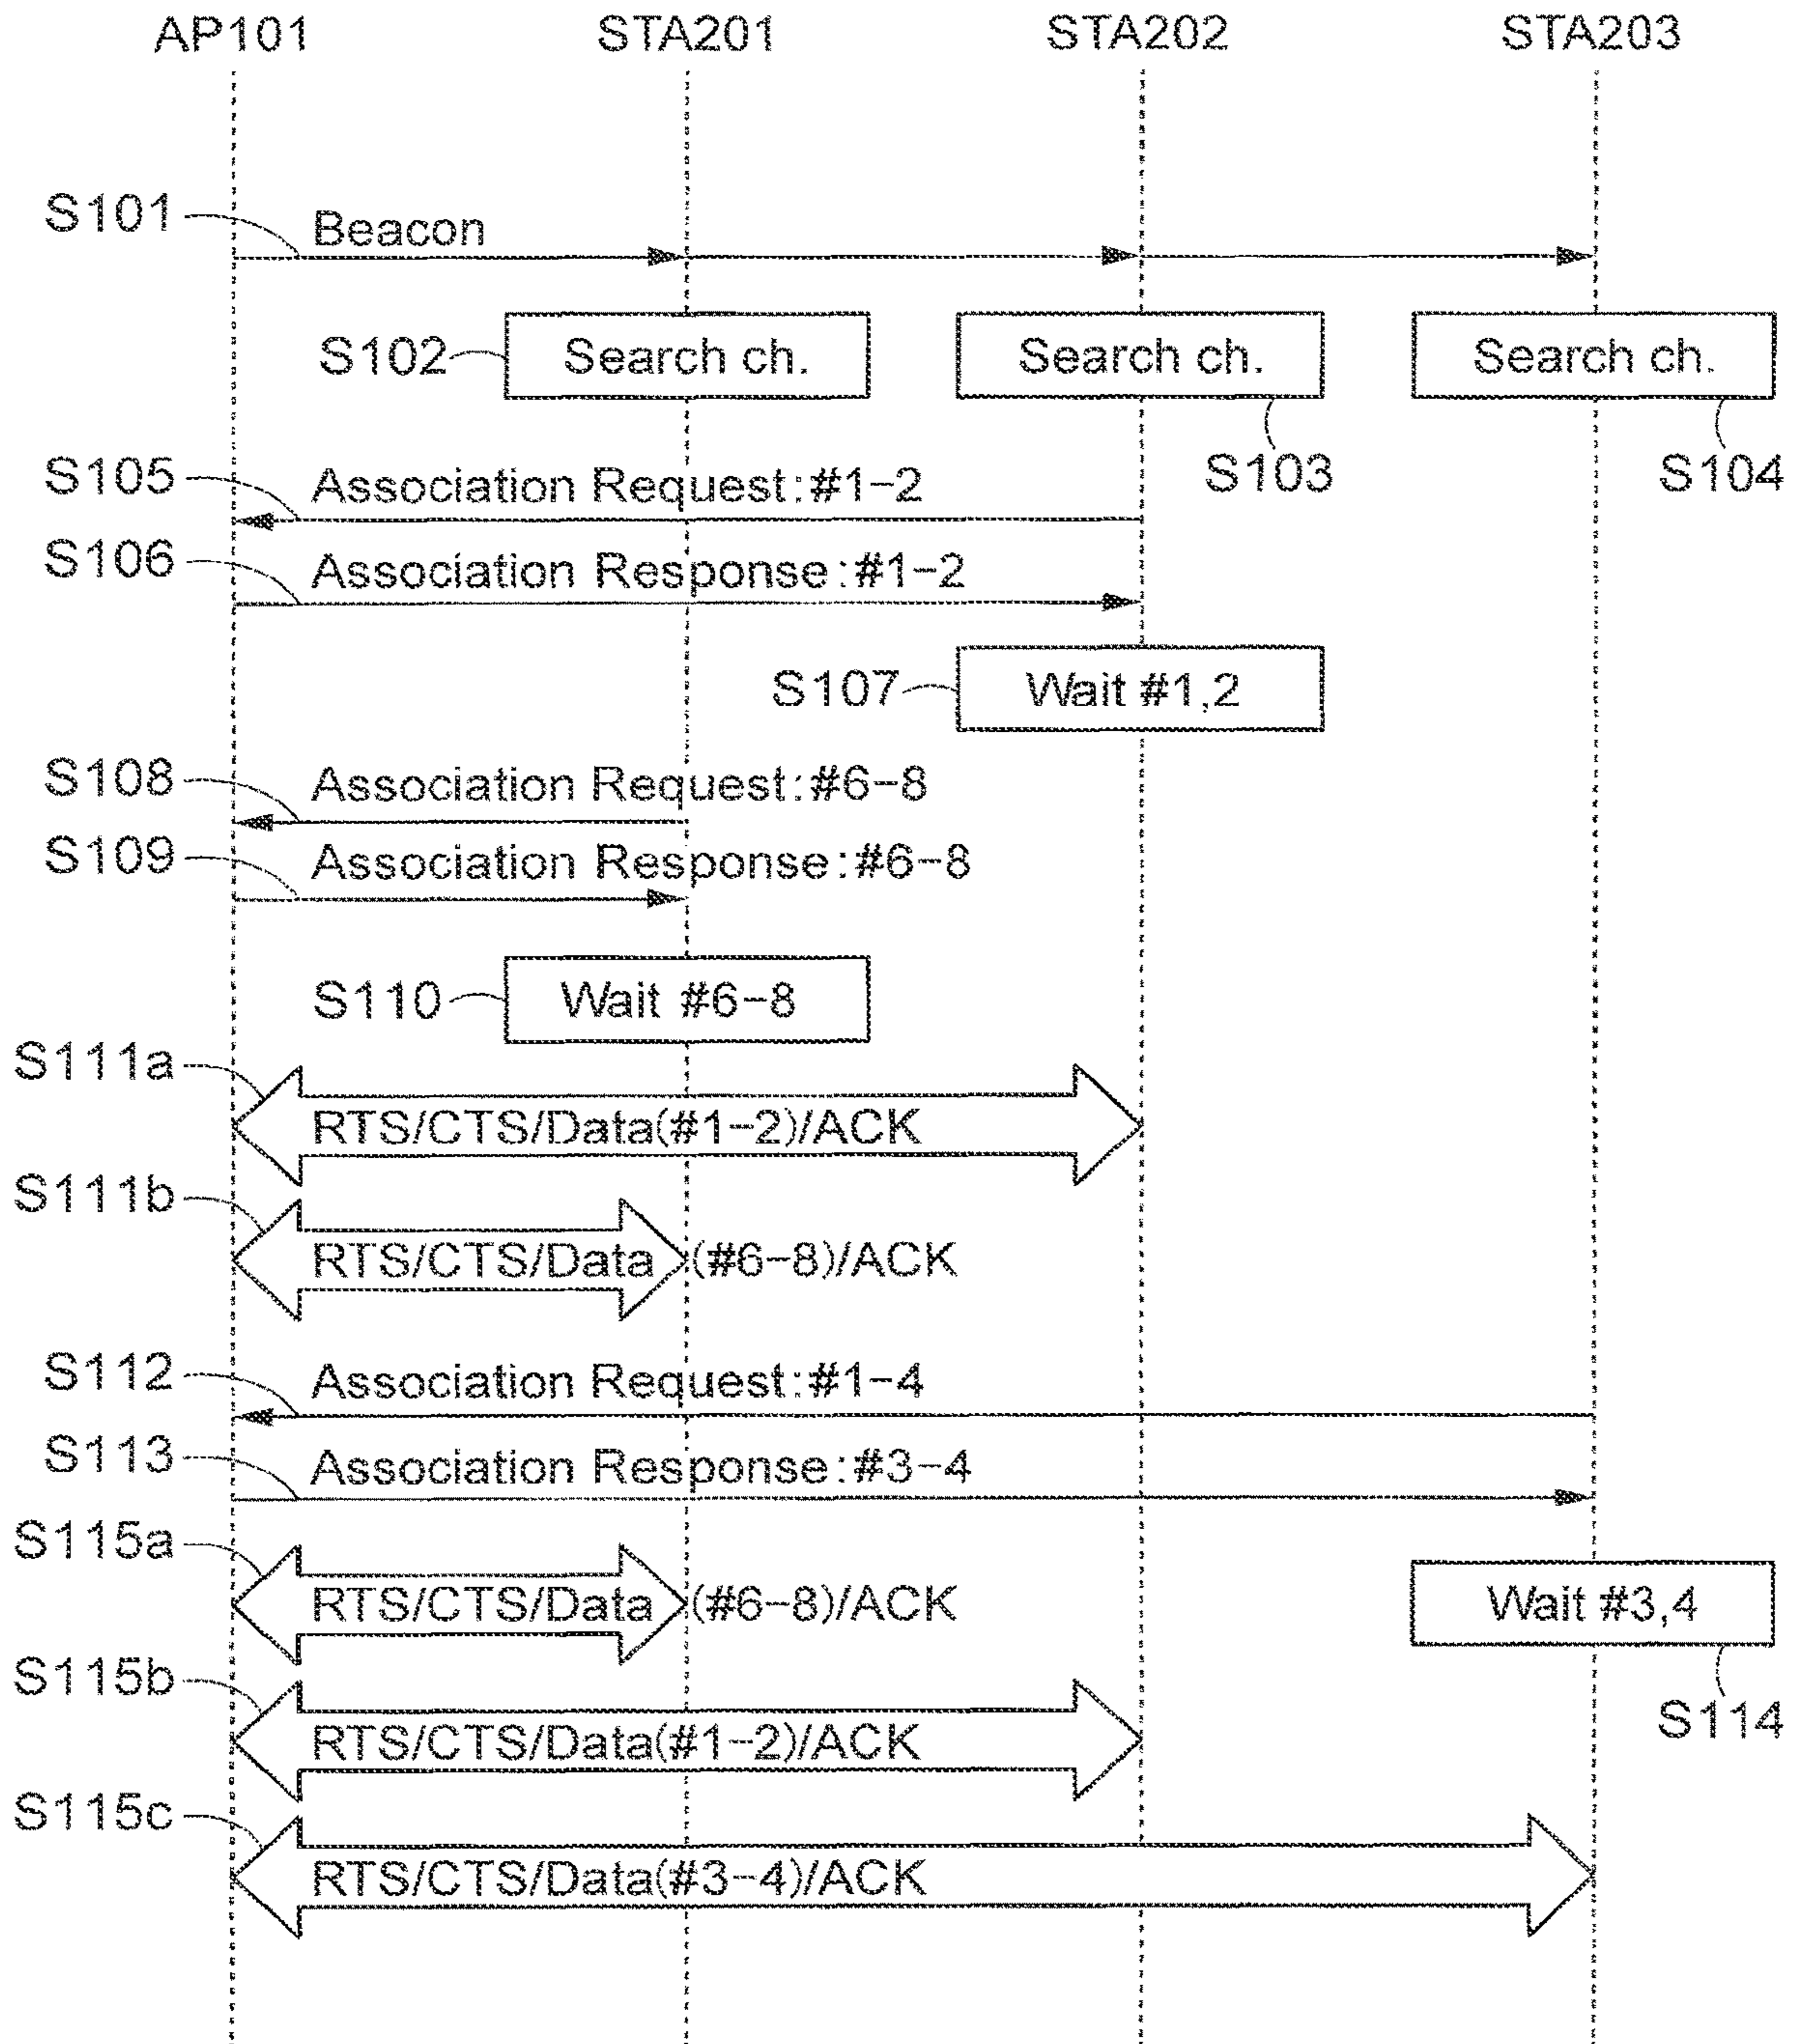 AP101 STA201 STA202 STA203
S101 Beacon
S102 Search ch. Search ch. Search ch.
S103 S104
S105 Association Request:#1-2
S106 Association Response:#1-2
S107 Wait #1,2
S108 Association Request:#6-8
S109 Association Response:#6-8
S110 Wait #6-8
S111a RTS/CTS/Data(#1-2)/ACK
S111b RTS/CTS/Data (#6-8)/ACK
S112 Association Request:#1-4
S113 Association Response:#3-4
S115a RTS/CTS/Data (#6-8)/ACK Wait #3,4
S115b RTS/CTS/Data(#1-2)/ACK S114
S115c RTS/CTS/Data(#3-4)/ACK